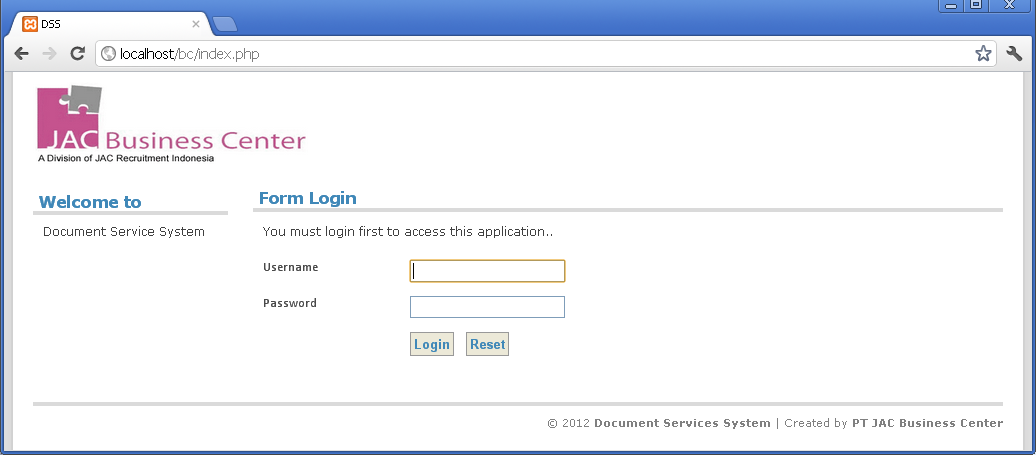 DSS
localhost/bc/index.php
JAC Business Center
A Division of JAC Recruitment Indonesia
Welcome to
Document Service System
Form Login
You must login first to access this application..
Username
Password
Login Reset
© 2012 Document Services System | Created by PT JAC Business Center